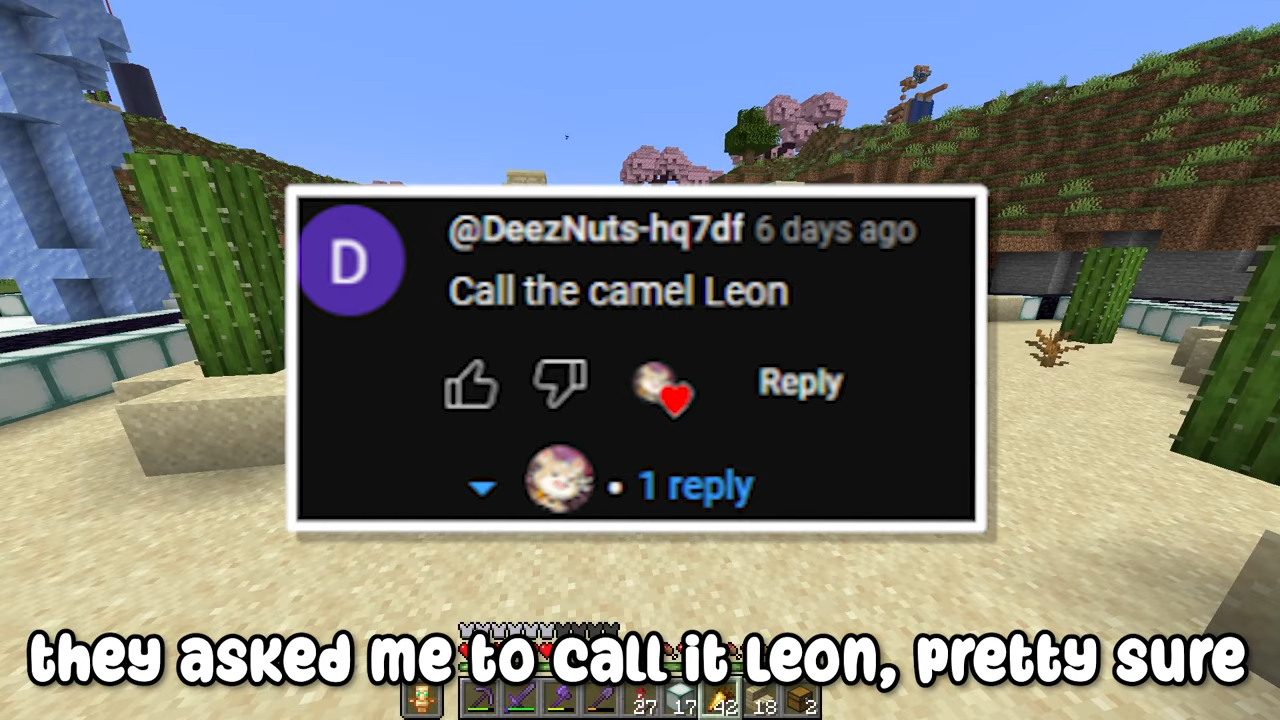 D
@DeezNuts-hq7df 6 days ago
Call the camel Leon
Reply
1 reply
they asked me to call it Leon, pretty sure
27 17 42 18 2